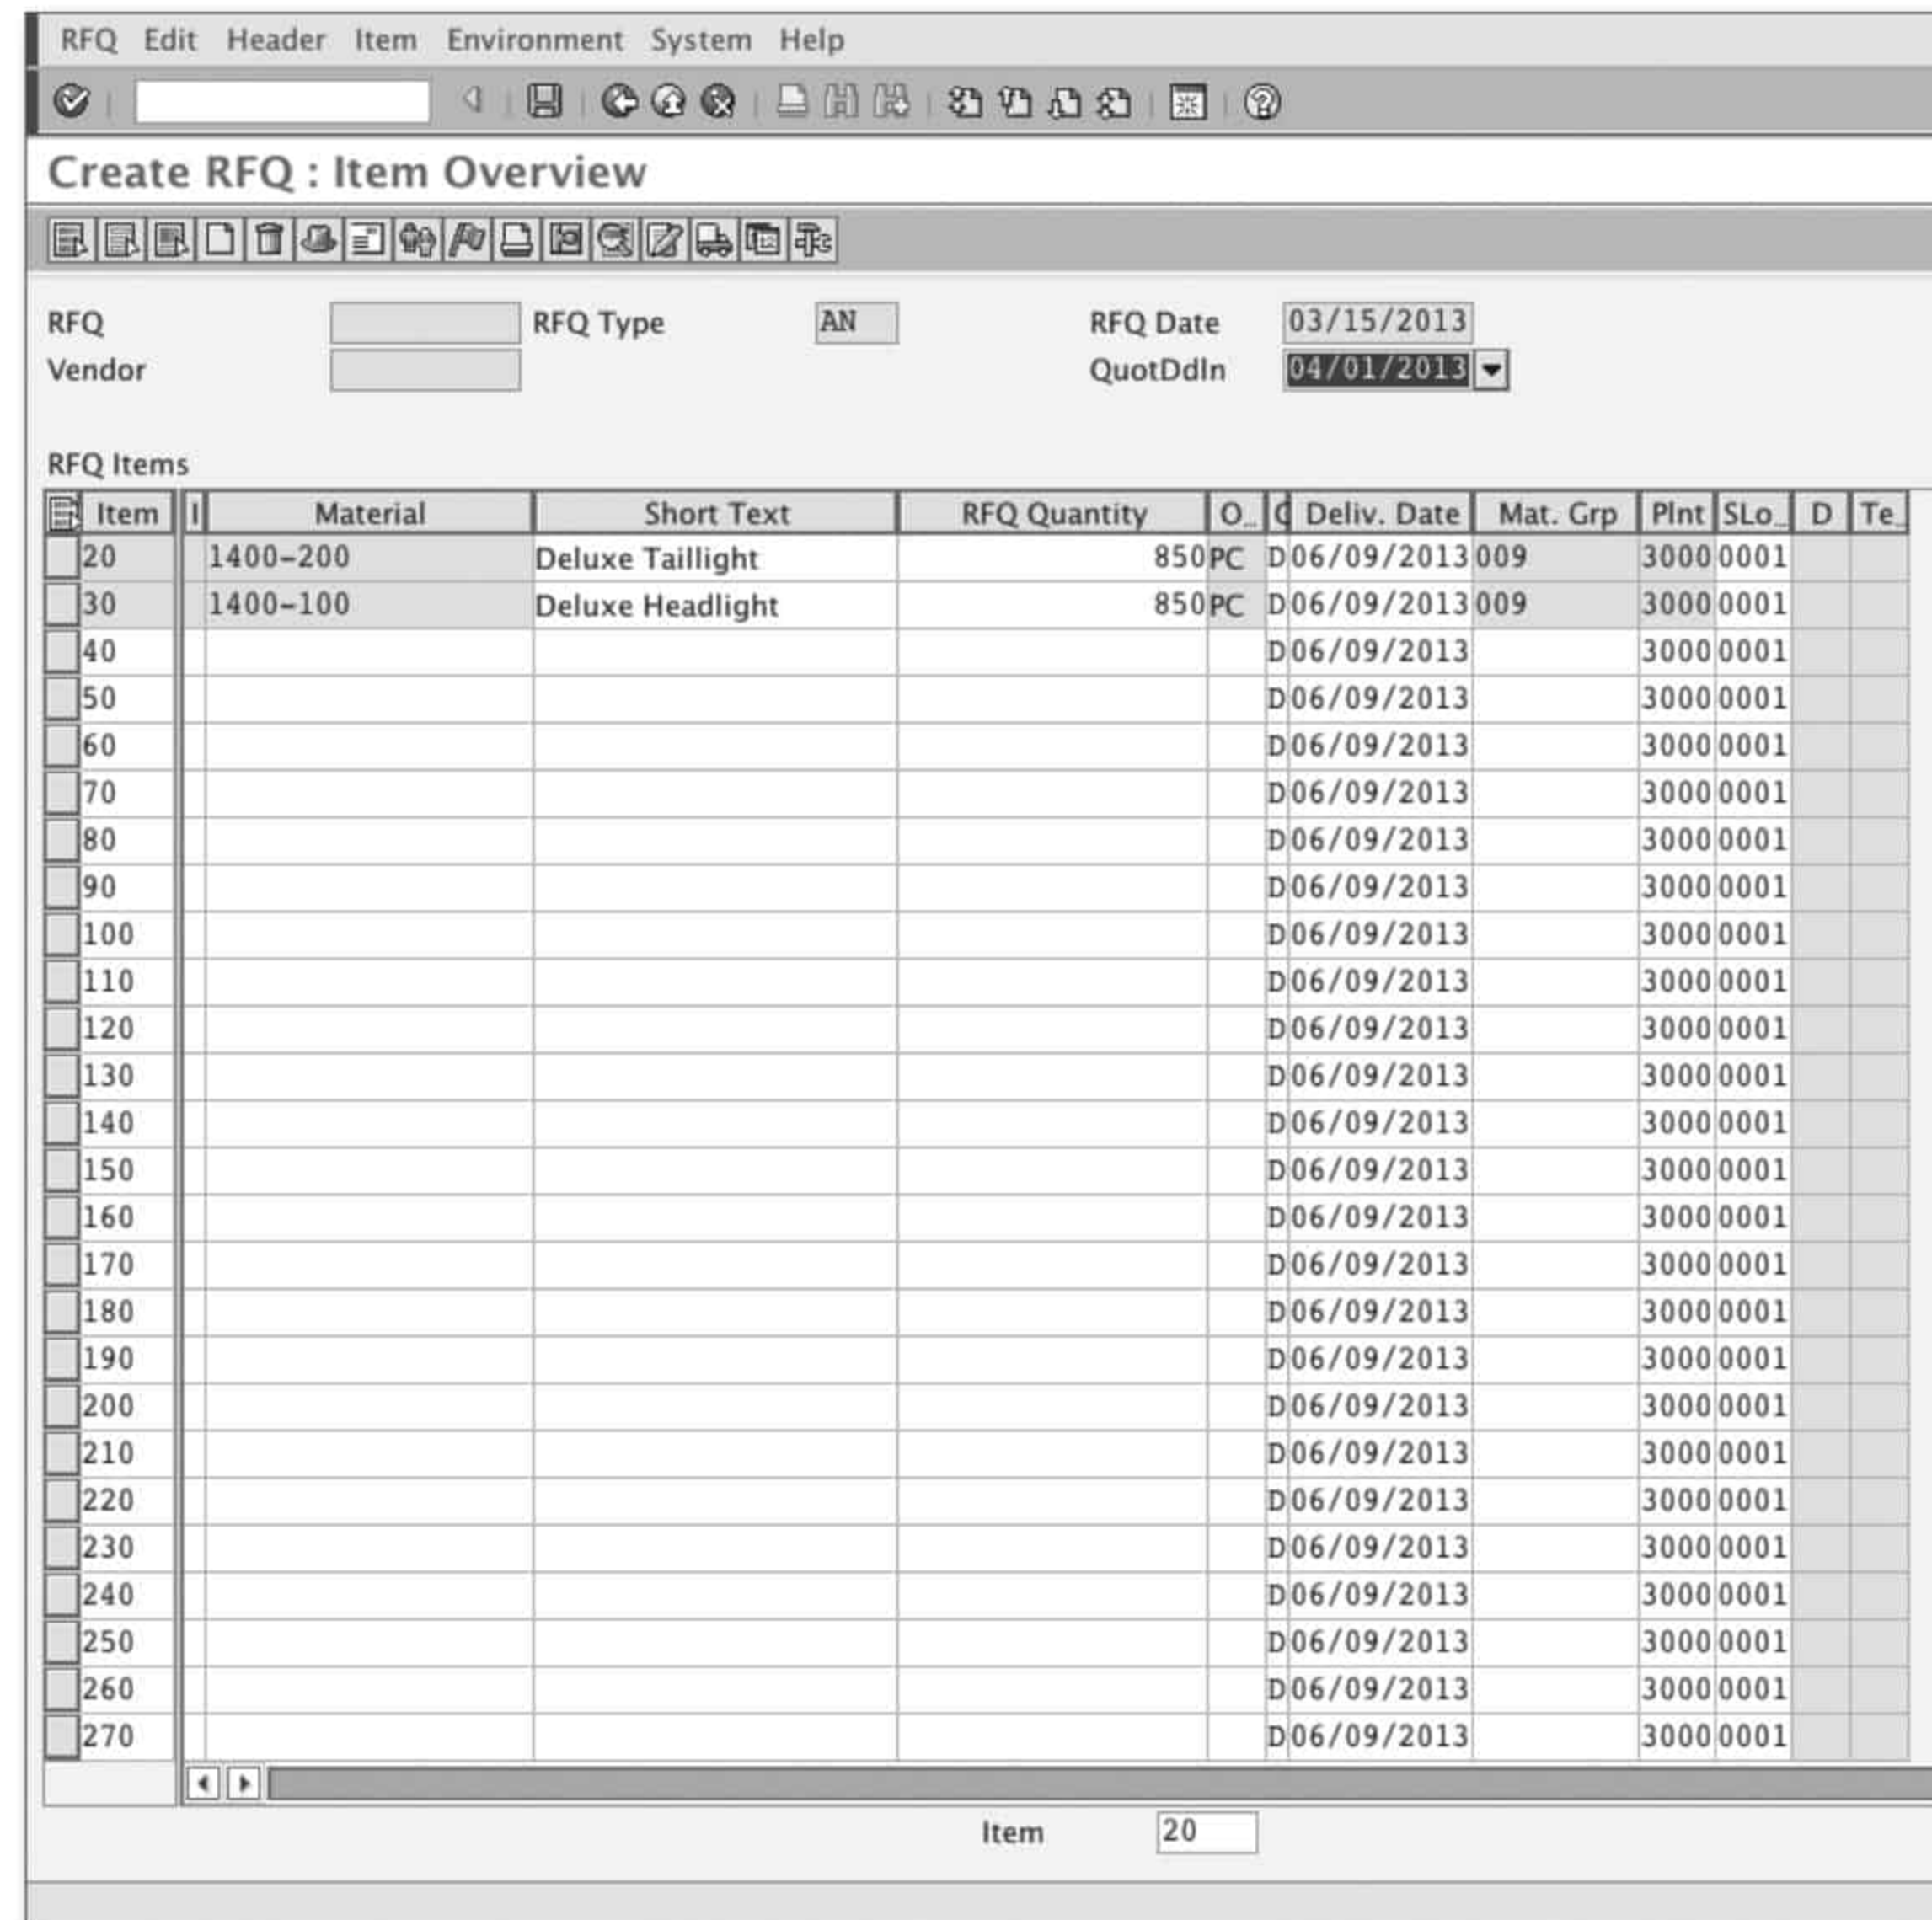 RFQ Edit Header Item Environment System Help
Create RFQ : Item Overview
RFQ RFQ Type AN RFQ Date 03/15/2013
Vendor QuotDdln 04/01/2013
RFQ Items
Item I Material Short Text RFQ Quantity O.. C Deliv. Date Mat. Grp Plnt SLo.. D Te..
20 1400-200 Deluxe Taillight 850 PC D 06/09/2013 009 3000 0001
30 1400-100 Deluxe Headlight 850 PC D 06/09/2013 009 3000 0001
40 D 06/09/2013 3000 0001
50 D 06/09/2013 3000 0001
60 D 06/09/2013 3000 0001
70 D 06/09/2013 3000 0001
80 D 06/09/2013 3000 0001
90 D 06/09/2013 3000 0001
100 D 06/09/2013 3000 0001
110 D 06/09/2013 3000 0001
120 D 06/09/2013 3000 0001
130 D 06/09/2013 3000 0001
140 D 06/09/2013 3000 0001
150 D 06/09/2013 3000 0001
160 D 06/09/2013 3000 0001
170 D 06/09/2013 3000 0001
180 D 06/09/2013 3000 0001
190 D 06/09/2013 3000 0001
200 D 06/09/2013 3000 0001
210 D 06/09/2013 3000 0001
220 D 06/09/2013 3000 0001
230 D 06/09/2013 3000 0001
240 D 06/09/2013 3000 0001
250 D 06/09/2013 3000 0001
260 D 06/09/2013 3000 0001
270 D 06/09/2013 3000 0001
Item 20